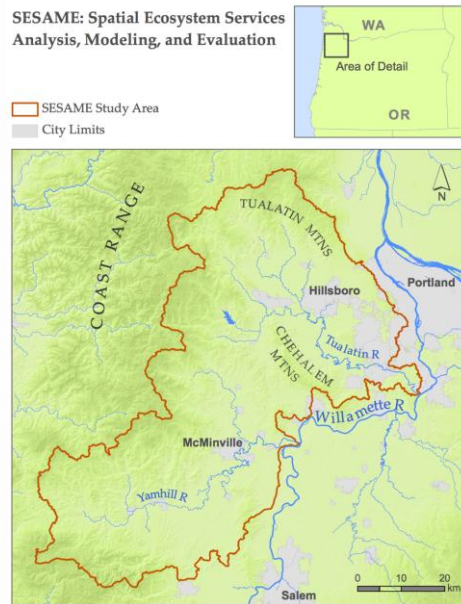 SESAME: Spatial Ecosystem Services
Analysis, Modeling, and Evaluation
SESAME Study Area
City Limits
WA
Area of Detail
OR
COAST RANGE
TUALATIN MTNS
N
Portland
Hillsboro
Tualatin R
CHEHALEM
MTNS
Willamette R
McMinville
Yamhill R
Salem
0 10 20
km